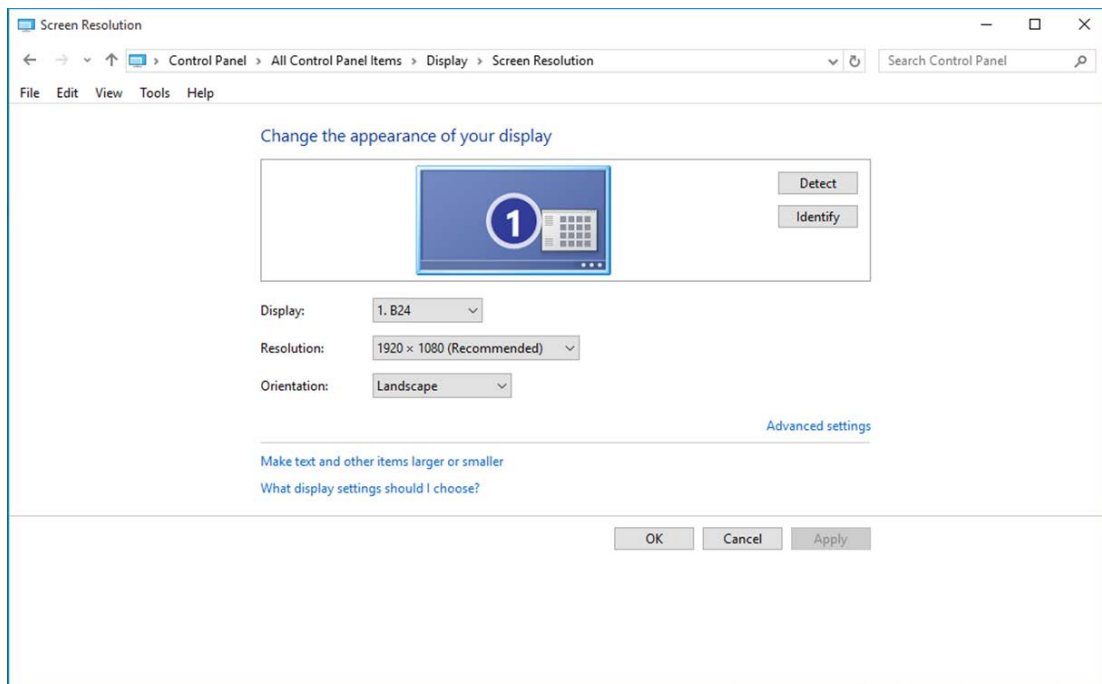 Screen Resolution
Control Panel > All Control Panel Items > Display > Screen Resolution
Search Control Panel
File Edit View Tools Help
Change the appearance of your display
1
Detect
Identify
Display: 1. B24
Resolution: 1920 × 1080 (Recommended)
Orientation: Landscape
Advanced settings
Make text and other items larger or smaller
What display settings should I choose?
OK Cancel Apply